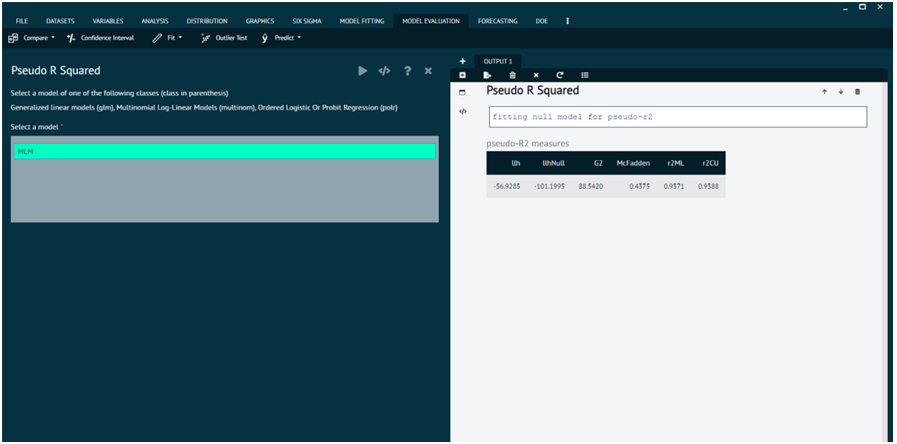 FILE DATASETS VARIABLES ANALYSIS DISTRIBUTION GRAPHICS SIX SIGMA MODEL FITTING MODEL EVALUATION FORECASTING DOE
Compare Confidence Interval Fit Outlier Test Predict
Pseudo R Squared
Select a model of one of the following classes (class in parenthesis)
Generalized linear models (glm), Multinomial Log-Linear Models (multinom), Ordered Logistic Or Probit Regression (polr)
Select a model *
MLM
OUTPUT 1
Pseudo R Squared
fitting null model for pseudo-r2
pseudo-R2 measures
llh llhNull G2 McFadden r2ML r2CU
-56.9285 -101.1995 88.5420 0.4375 0.9371 0.9388